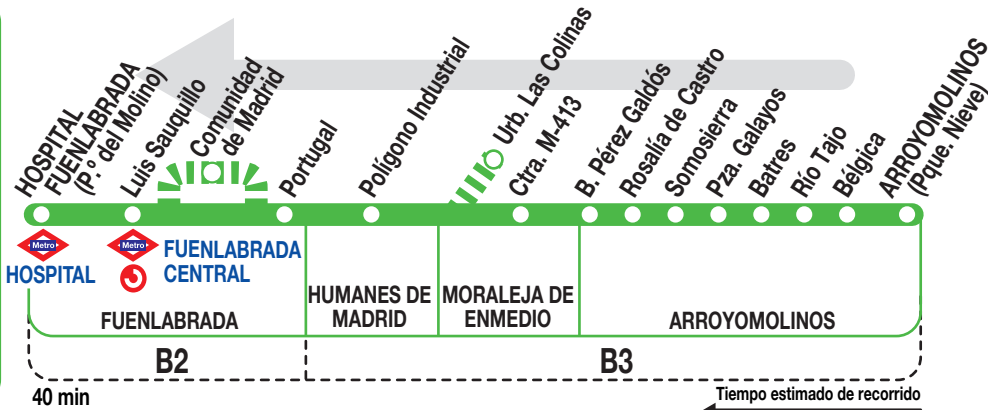 HOSPITAL
FUENLABRADA
(P.º del Molino)
Luis Sauquillo
Comunidad
de Madrid
Portugal
Polígono Industrial
Urb. Las Colinas
Ctra. M-413
B. Pérez Galdós
Rosalía de Castro
Somosierra
Pza. Galayos
Batres
Río Tajo
Bélgica
ARROYOMOLINOS
(Pque. Nieve)
Metro
HOSPITAL
Metro
FUENLABRADA
CENTRAL
FUENLABRADA
HUMANES DE
MADRID
MORALEJA DE
ENMEDIO
ARROYOMOLINOS
B2
B3
40 min
Tiempo estimado de recorrido